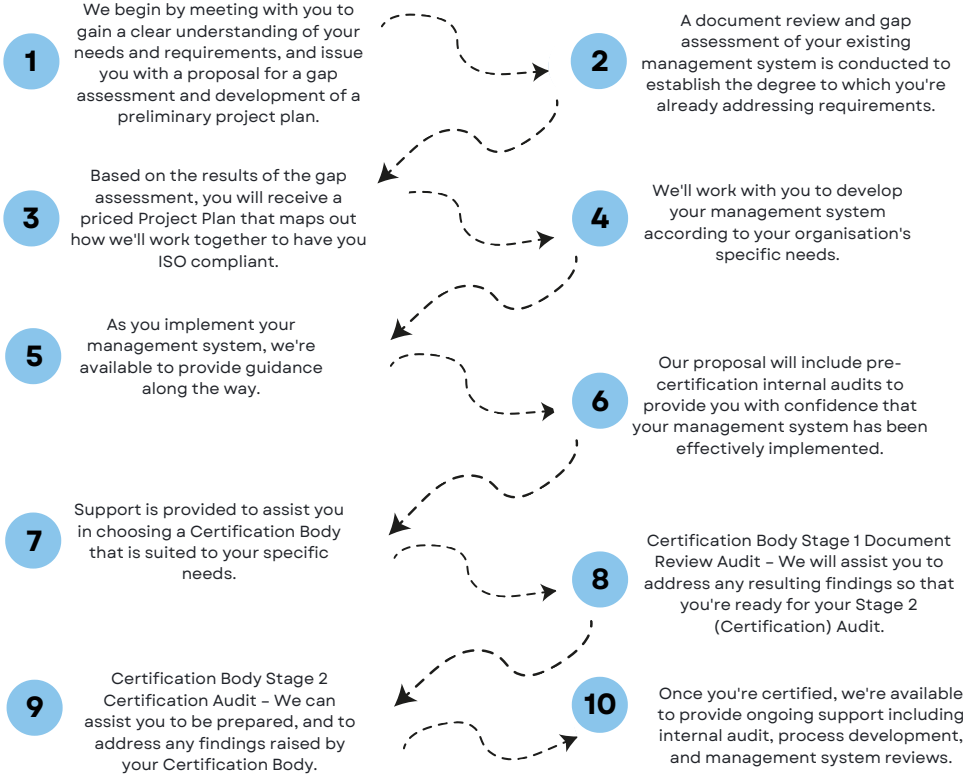 1
We begin by meeting with you to
gain a clear understanding of your
needs and requirements, and issue
you with a proposal for a gap
assessment and development of a
preliminary project plan.
2
A document review and gap
assessment of your existing
management system is conducted to
establish the degree to which you're
already addressing requirements.
3
Based on the results of the gap
assessment, you will receive a
priced Project Plan that maps out
how we'll work together to have you
ISO compliant.
4
We'll work with you to develop
your management system
according to your organisation's
specific needs.
5
As you implement your
management system, we're
available to provide guidance
along the way.
6
Our proposal will include pre-
certification internal audits to
provide you with confidence that
your management system has been
effectively implemented.
7
Support is provided to assist you
in choosing a Certification Body
that is suited to your specific
needs.
8
Certification Body Stage 1 Document
Review Audit – We will assist you to
address any resulting findings so that
you're ready for your Stage 2
(Certification) Audit.
9
Certification Body Stage 2
Certification Audit – We can
assist you to be prepared, and to
address any findings raised by
your Certification Body.
10
Once you're certified, we're available
to provide ongoing support including
internal audit, process development,
and management system reviews.